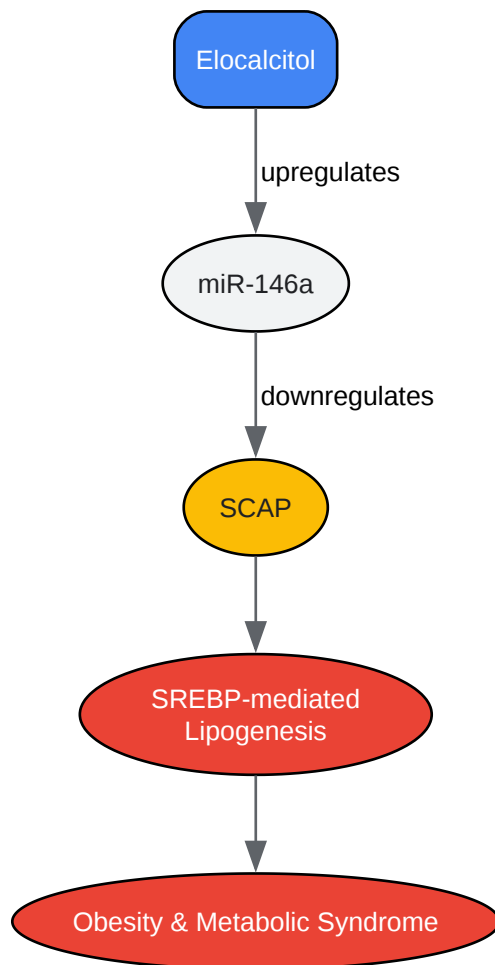 Elocalcitol
upregulates
miR-146a
downregulates
SCAP
SREBP-mediated
Lipogenesis
Obesity & Metabolic Syndrome